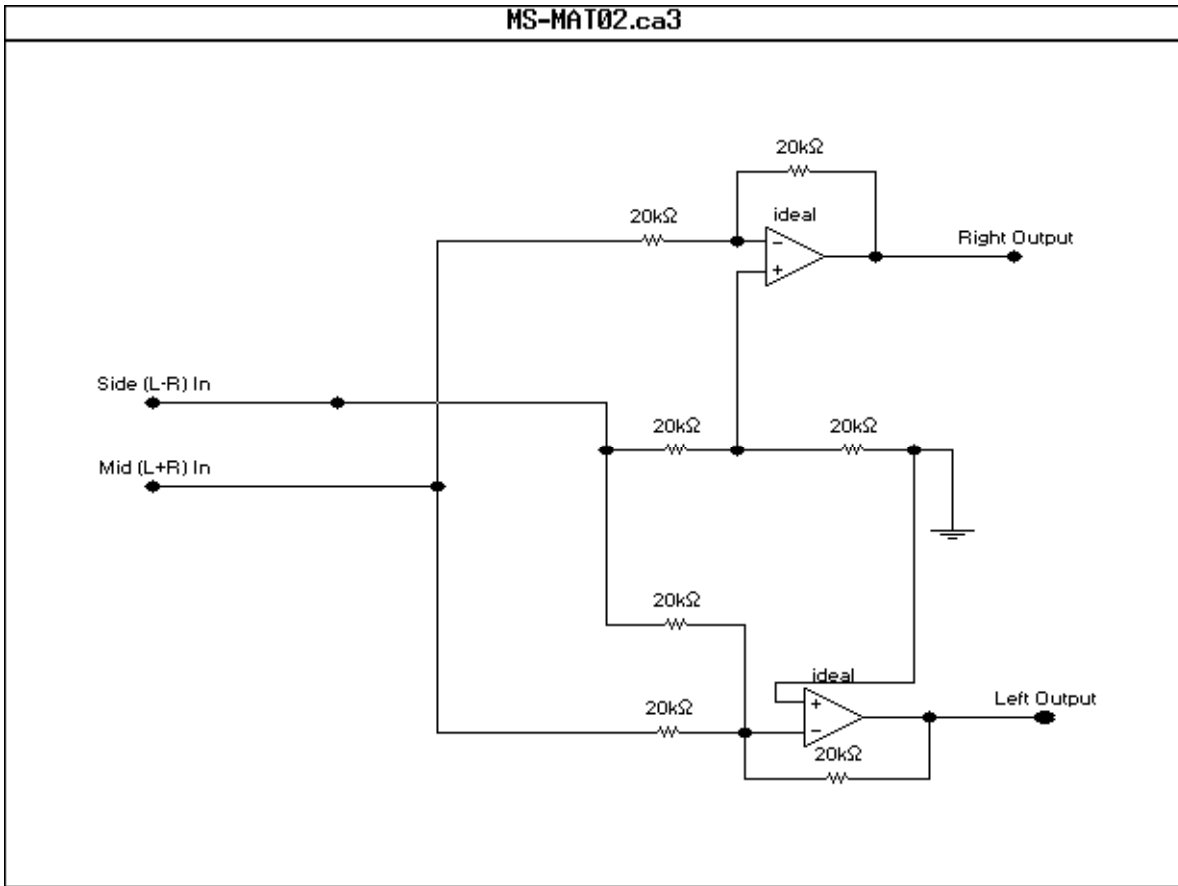 MS-MAT02.ca3
20kΩ
20kΩ
ideal
−
+
Right Output
Side (L-R) In
20kΩ
20kΩ
Mid (L+R) In
20kΩ
ideal
+
−
Left Output
20kΩ
20kΩ